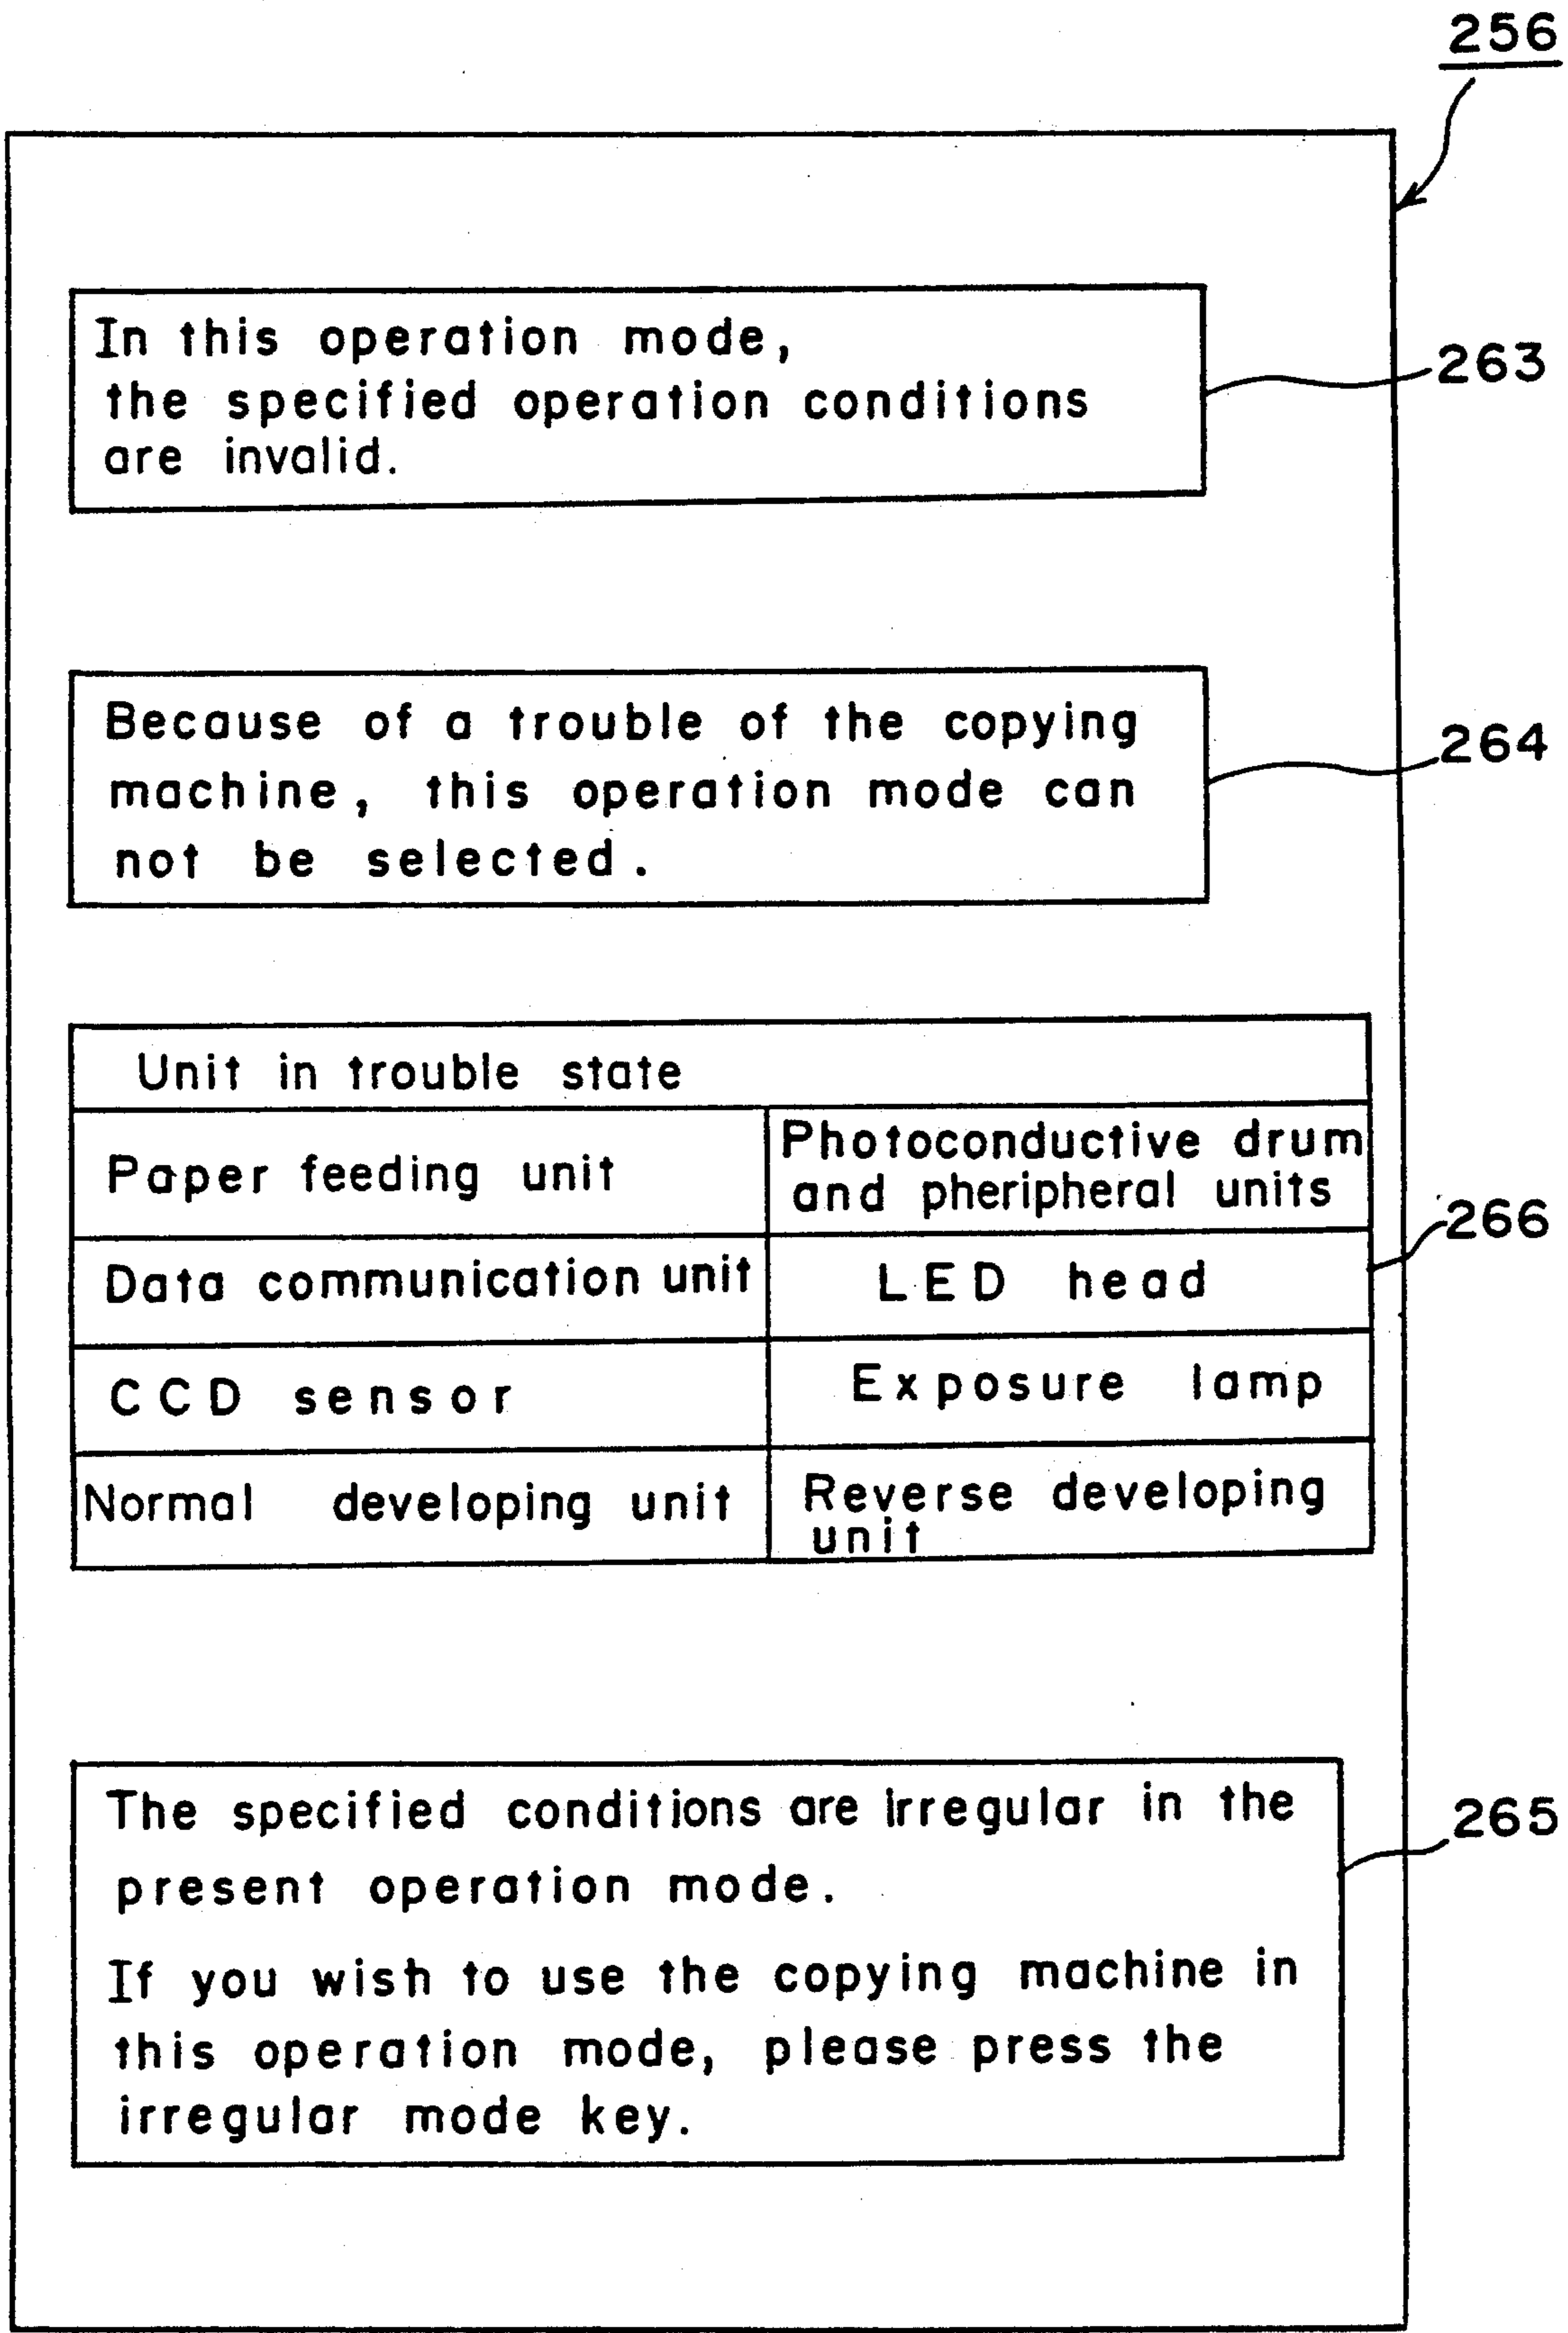 256
In this operation mode,
the specified operation conditions
are invalid.
263
Because of a trouble of the copying
machine, this operation mode can
not be selected.
264
Unit in trouble state
Paper feeding unit
Photoconductive drum
and pheripheral units
Data communication unit
LED head
266
CCD sensor
Exposure lamp
Normal developing unit
Reverse developing
unit
The specified conditions are irregular in the
present operation mode.
If you wish to use the copying machine in
this operation mode, please press the
irregular mode key.
265